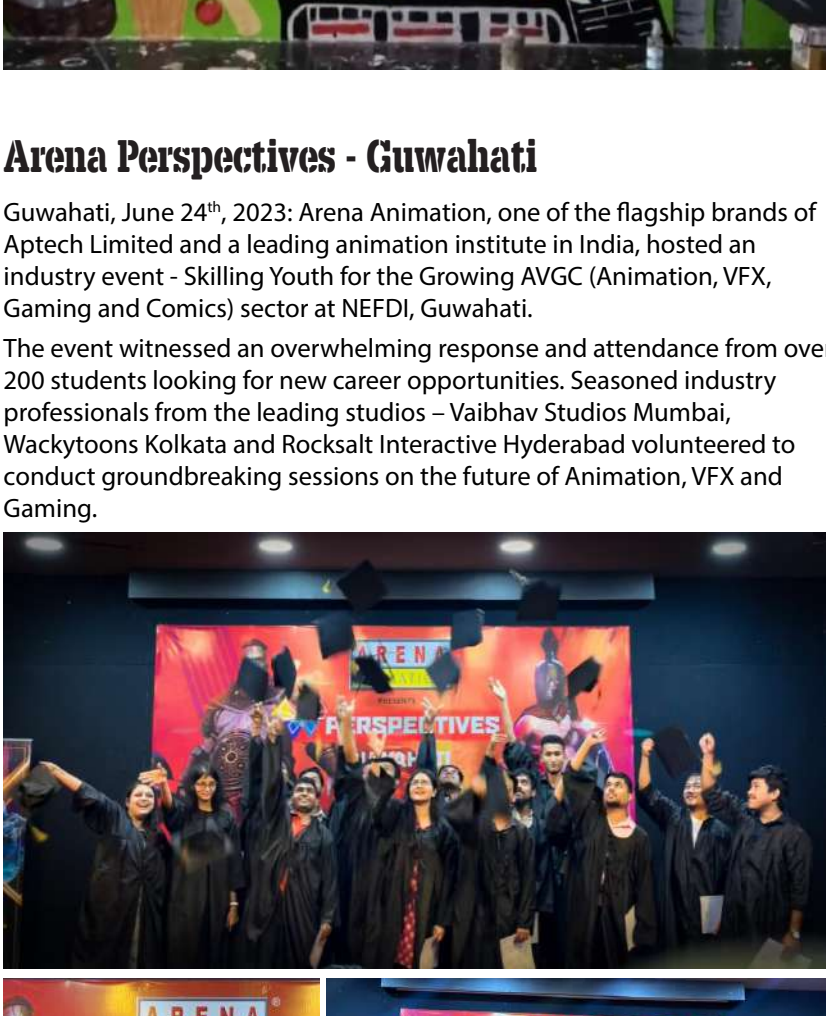 Arena Perspectives - Guwahati
Guwahati, June 24th, 2023: Arena Animation, one of the flagship brands of
Aptech Limited and a leading animation institute in India, hosted an
industry event - Skilling Youth for the Growing AVGC (Animation, VFX,
Gaming and Comics) sector at NEFDI, Guwahati.
The event witnessed an overwhelming response and attendance from over
200 students looking for new career opportunities. Seasoned industry
professionals from the leading studios – Vaibhav Studios Mumbai,
Wackytoons Kolkata and Rocksalt Interactive Hyderabad volunteered to
conduct groundbreaking sessions on the future of Animation, VFX and
Gaming.
ARENA
PRESENTS
PERSPECTIVES
ARENA®